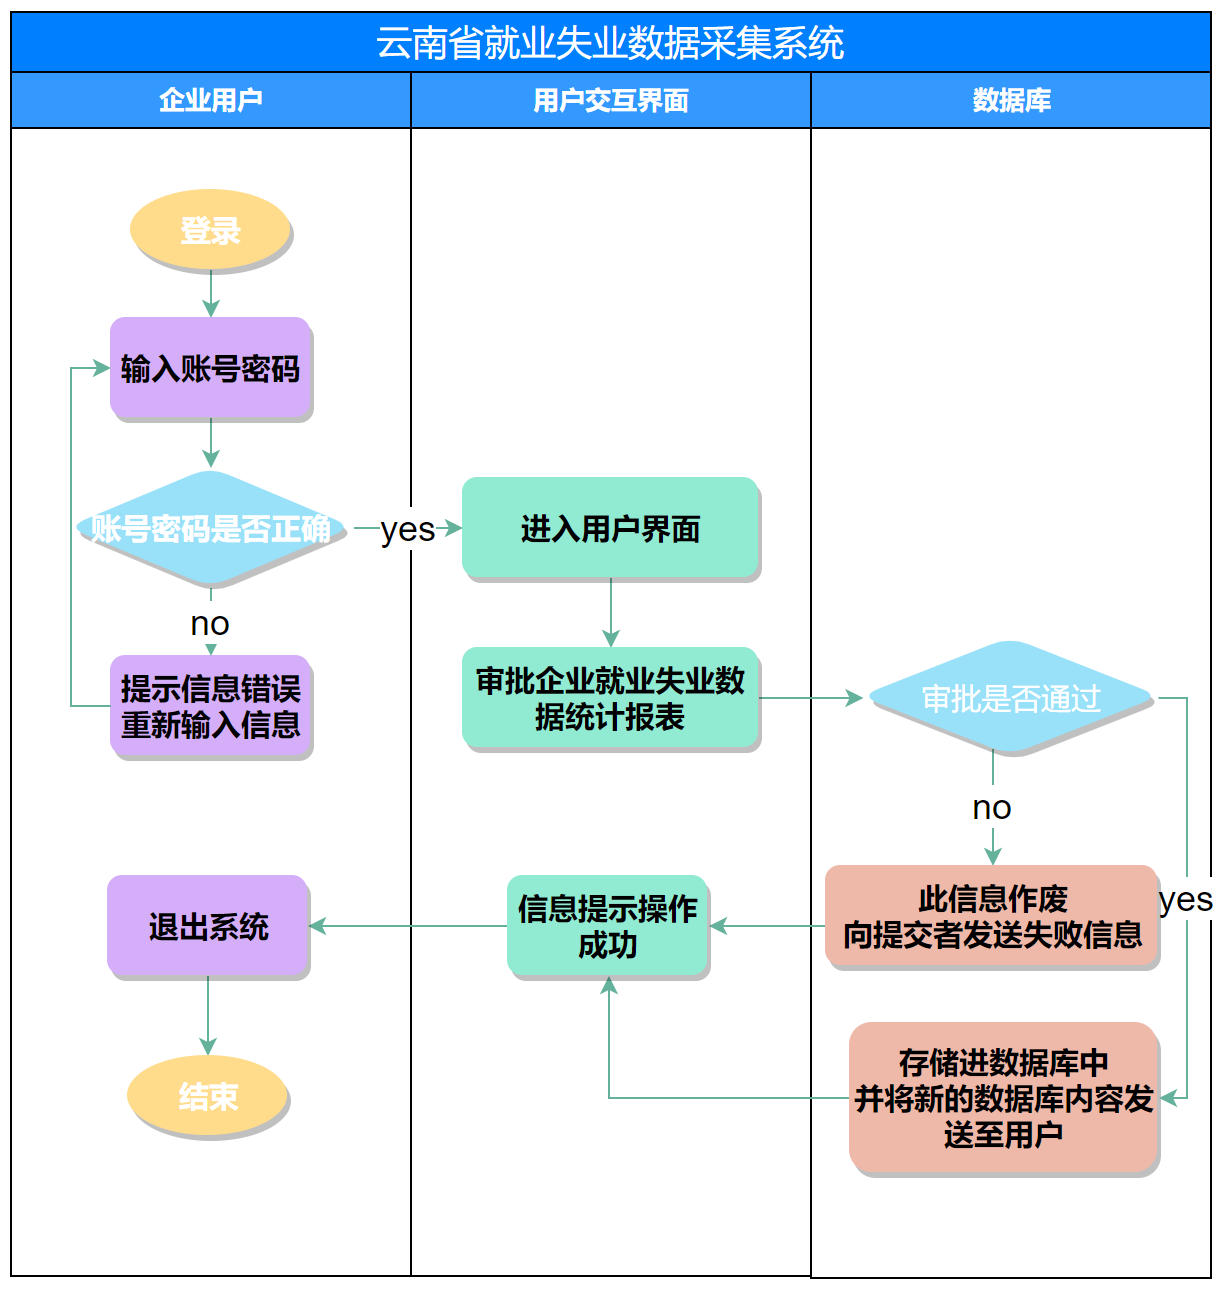 云南省就业失业数据采集系统
企业用户
用户交互界面
数据库
登录
输入账号密码
账号密码是否正确
yes
进入用户界面
no
提示信息错误
重新输入信息
审批企业就业失业数
据统计报表
审批是否通过
no
yes
此信息作废
向提交者发送失败信息
信息提示操作
成功
退出系统
存储进数据库中
并将新的数据库内容发
送至用户
结束